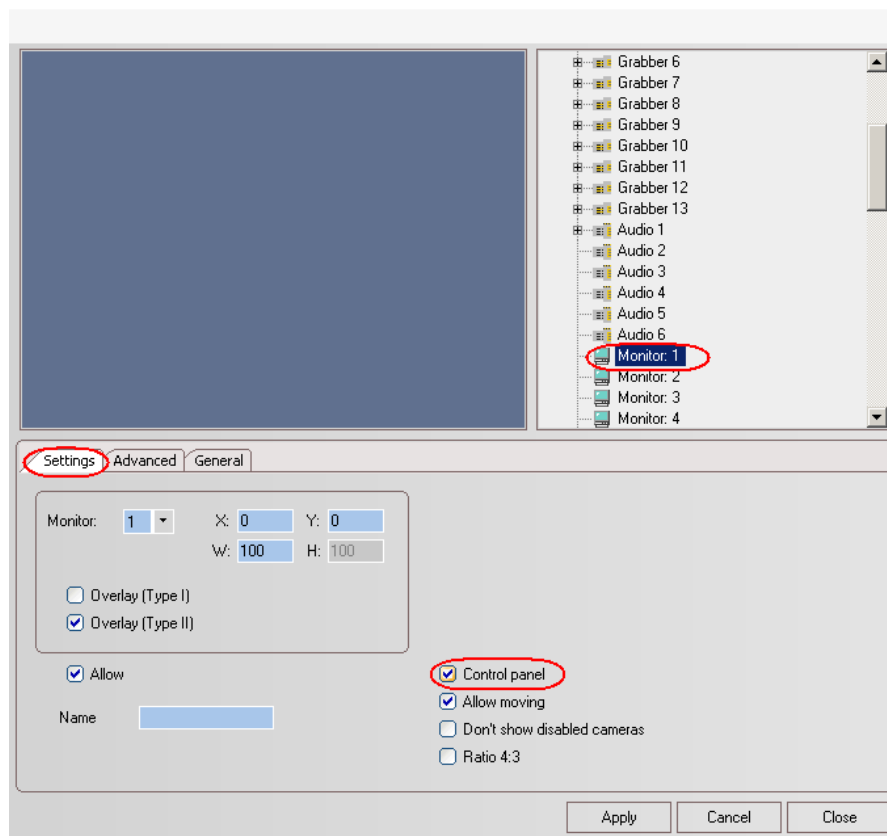 Grabber 6
Grabber 7
Grabber 8
Grabber 9
Grabber 10
Grabber 11
Grabber 12
Grabber 13
Audio 1
Audio 2
Audio 3
Audio 4
Audio 5
Audio 6
Monitor: 1
Monitor: 2
Monitor: 3
Monitor: 4
Settings Advanced General
Monitor: 1 X: 0 Y: 0
W: 100 H: 100
Overlay (Type I)
Overlay (Type II)
Allow Control panel
Allow moving
Name Don't show disabled cameras
Ratio 4:3
Apply Cancel Close